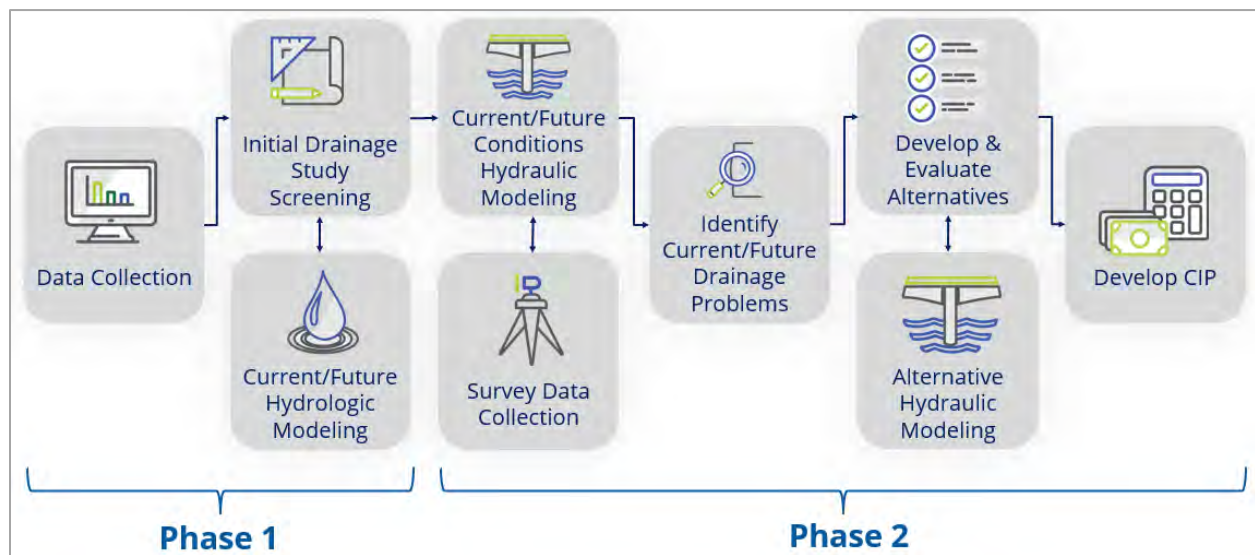 Data Collection
Initial Drainage
Study
Screening
Current/Future
Hydrologic
Modeling
Current/Future
Conditions
Hydraulic
Modeling
Survey Data
Collection
Identify
Current/Future
Drainage
Problems
Develop &
Evaluate
Alternatives
Alternative
Hydraulic
Modeling
Develop CIP
Phase 1
Phase 2